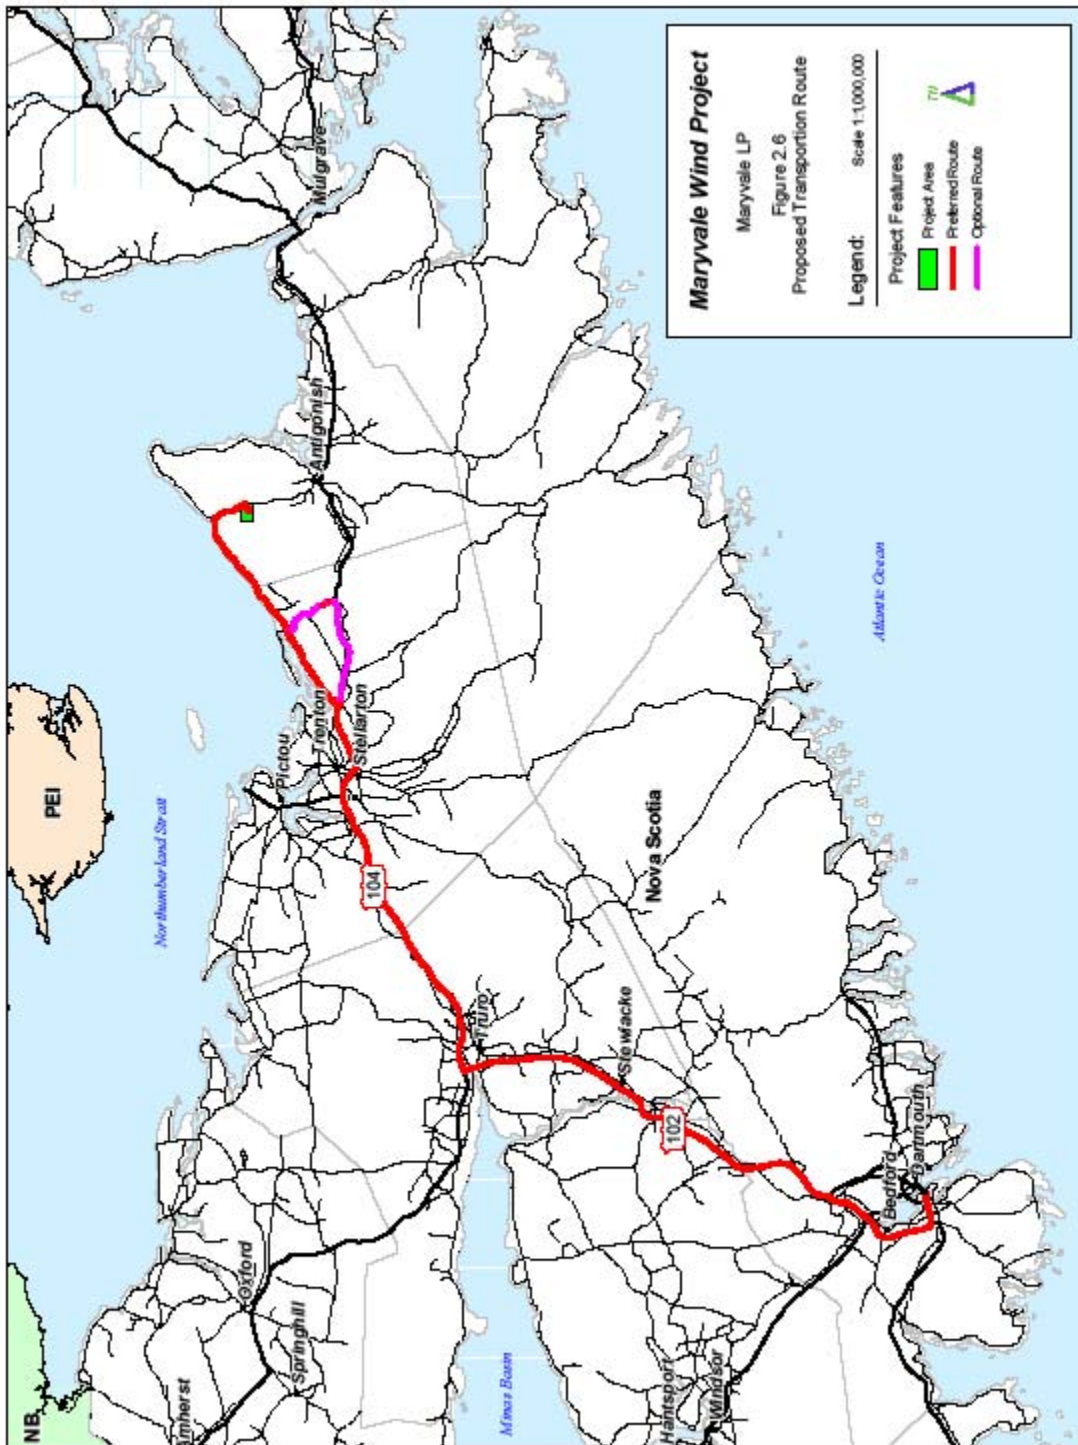 NB
PEI
Amherst
Oxford
Springhill
Northumberland Strait
Pictou
Trenton
Stellarton
Antigonish
Mulgrave
104
Truro
Minas Basin
Stewiacke
Nova Scotia
102
Hantsport
Windsor
Bedford
Dartmouth
Atlantic Ocean
Maryvale Wind Project
Maryvale LP
Figure 2.6
Proposed Transportation Route
Legend:
Scale 1:1,000,000
Project Features
Project Area
Preferred Route
Optional Route